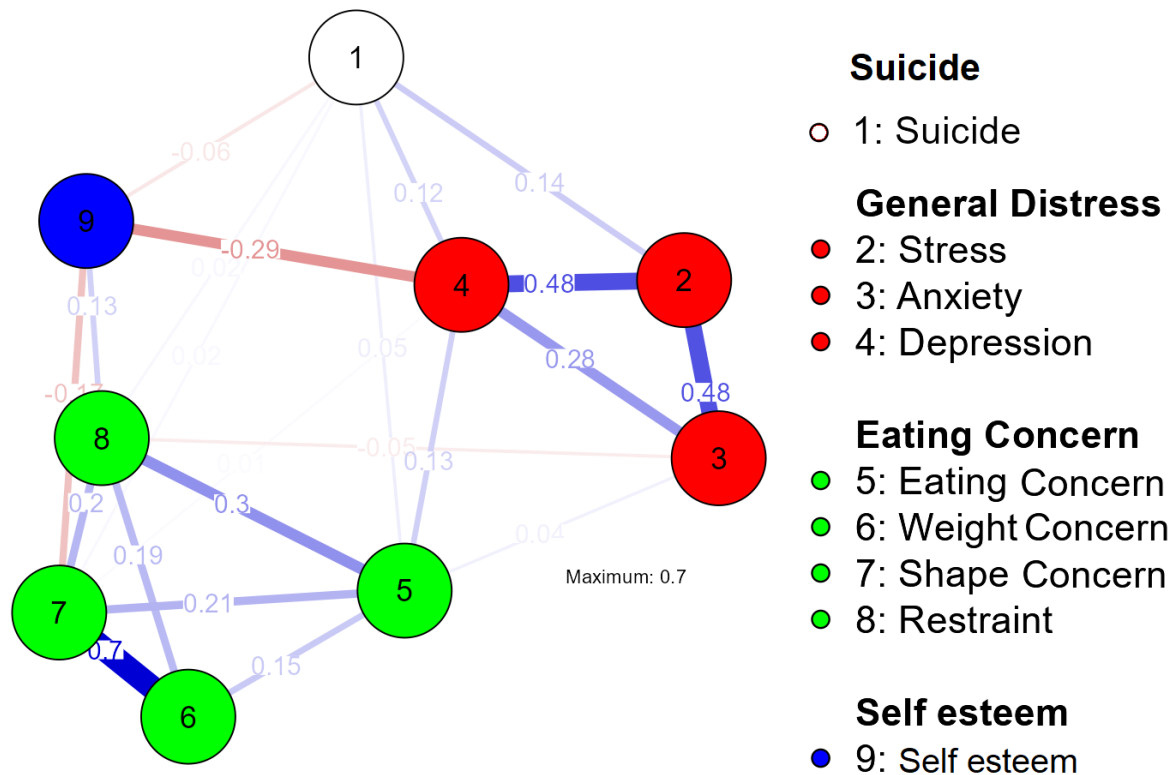 1
Suicide
1: Suicide
-0.06
0.12
0.14
General Distress
9
-0.29
2: Stress
0.02
4
0.48
2
3: Anxiety
0.13
4: Depression
0.02
0.05
0.28
-0.17
0.48
8
-0.05
3
Eating Concern
0.01
0.13
5: Eating Concern
0.2
0.3
6: Weight Concern
0.19
0.04
7: Shape Concern
Maximum: 0.7
5
7
0.21
8: Restraint
0.7
0.15
6
Self esteem
9: Self esteem